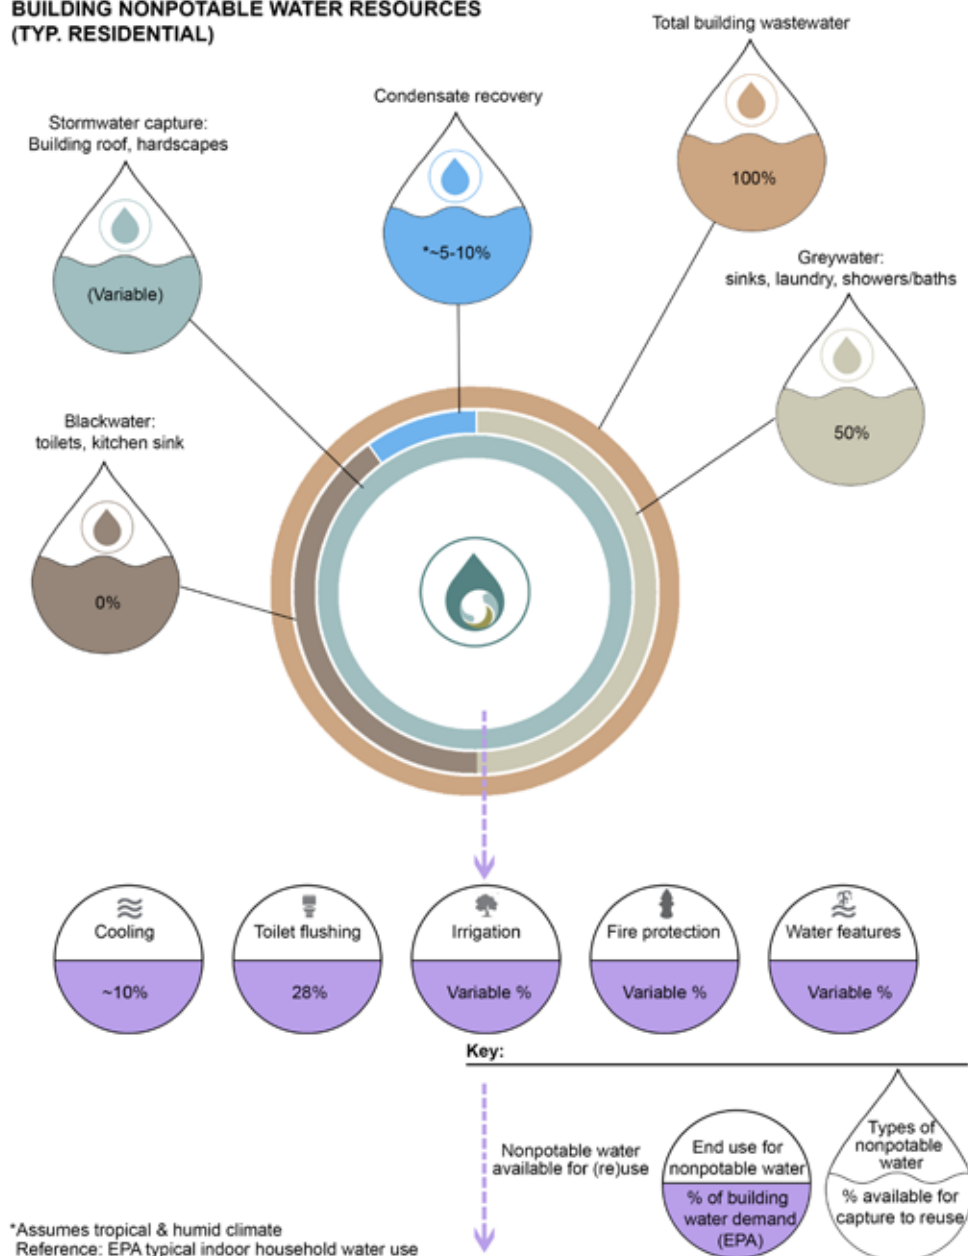 BUILDING NONPOTABLE WATER RESOURCES
(TYP. RESIDENTIAL)
Total building wastewater
100%
Condensate recovery
*~5-10%
Stormwater capture:
Building roof, hardscapes
(Variable)
Greywater:
sinks, laundry, showers/baths
50%
Blackwater:
toilets, kitchen sink
0%
Cooling
~10%
Toilet flushing
28%
Irrigation
Variable %
Fire protection
Variable %
Water features
Variable %
Key:
Nonpotable water
available for (re)use
End use for
nonpotable water
% of building
water demand
(EPA)
Types of
nonpotable
water
% available for
capture to reuse
*Assumes tropical & humid climate
Reference: EPA typical indoor household water use